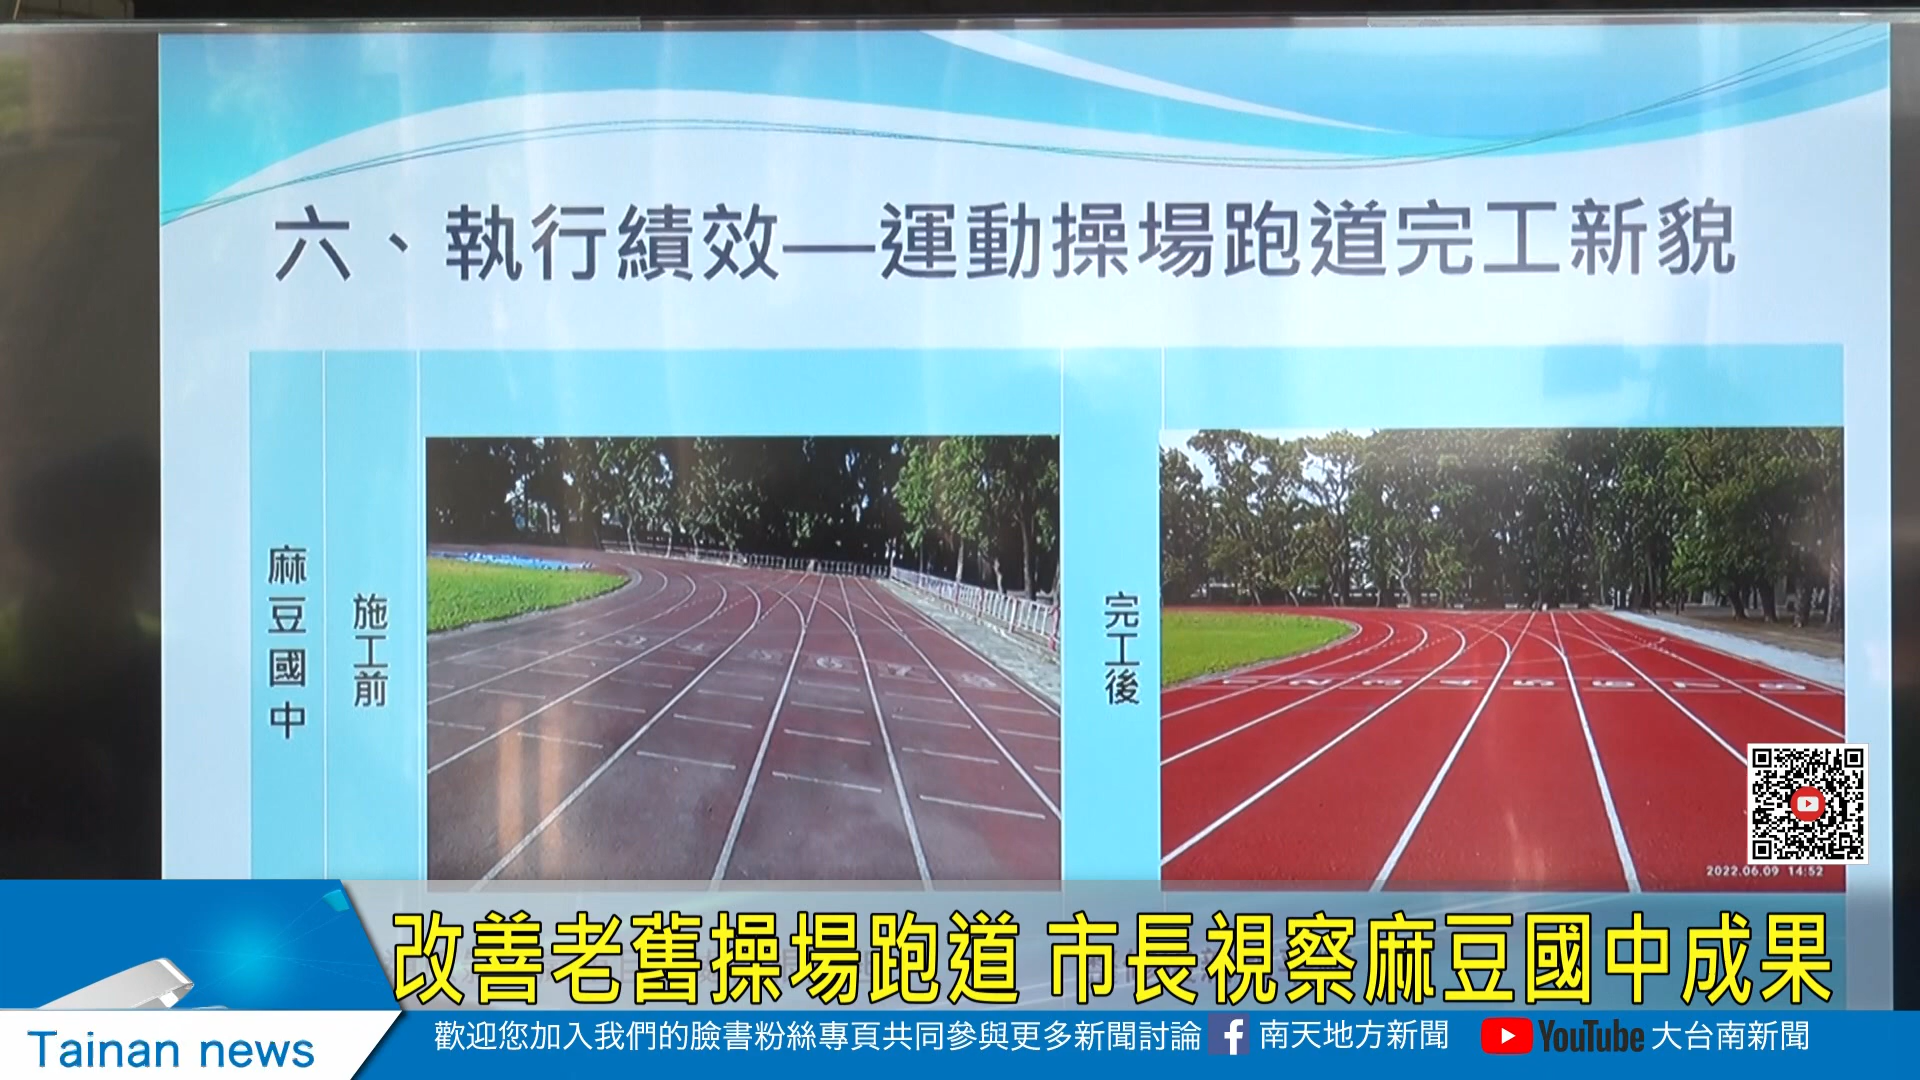 六、執行績效—運動操場跑道完工新貌
麻豆國中
施工前
完工後
2022.06.09 14:52
改善老舊操場跑道 市長視察麻豆國中成果
Tainan news
歡迎您加入我們的臉書粉絲專頁共同參與更多新聞討論 f 南天地方新聞 YouTube 大台南新聞